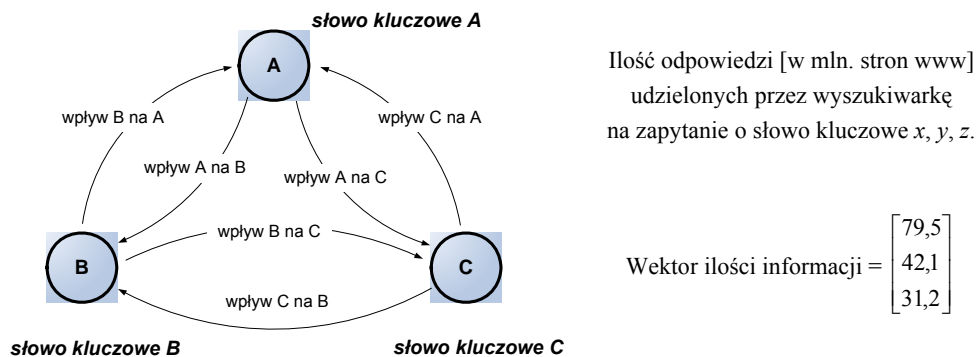 słowo kluczowe A
A
wpływ B na A
wpływ C na A
wpływ A na B
wpływ A na C
wpływ B na C
B
C
wpływ C na B
słowo kluczowe B
słowo kluczowe C
Ilość odpowiedzi [w mln. stron www]
udzielonych przez wyszukiwarkę
na zapytanie o słowo kluczowe x, y, z.
79,5
Wektor ilości informacji = 42,1
31,2